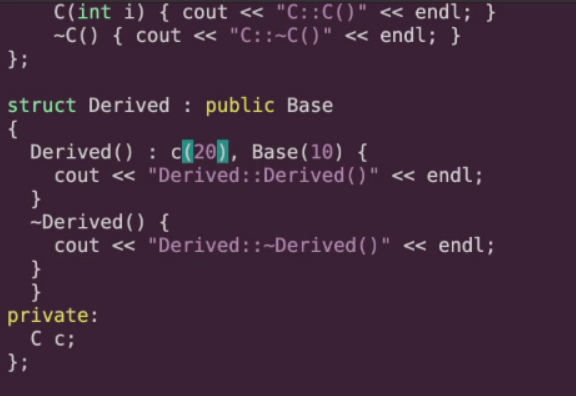 C(int i) { cout << "C::C()" << endl; }
~C() { cout << "C::~C()" << endl; }
};
struct Derived : public Base
{
Derived() : c(20), Base(10) {
cout << "Derived::Derived()" << endl;
}
~Derived() {
cout << "Derived::~Derived()" << endl;
}
}
private:
C c;
};